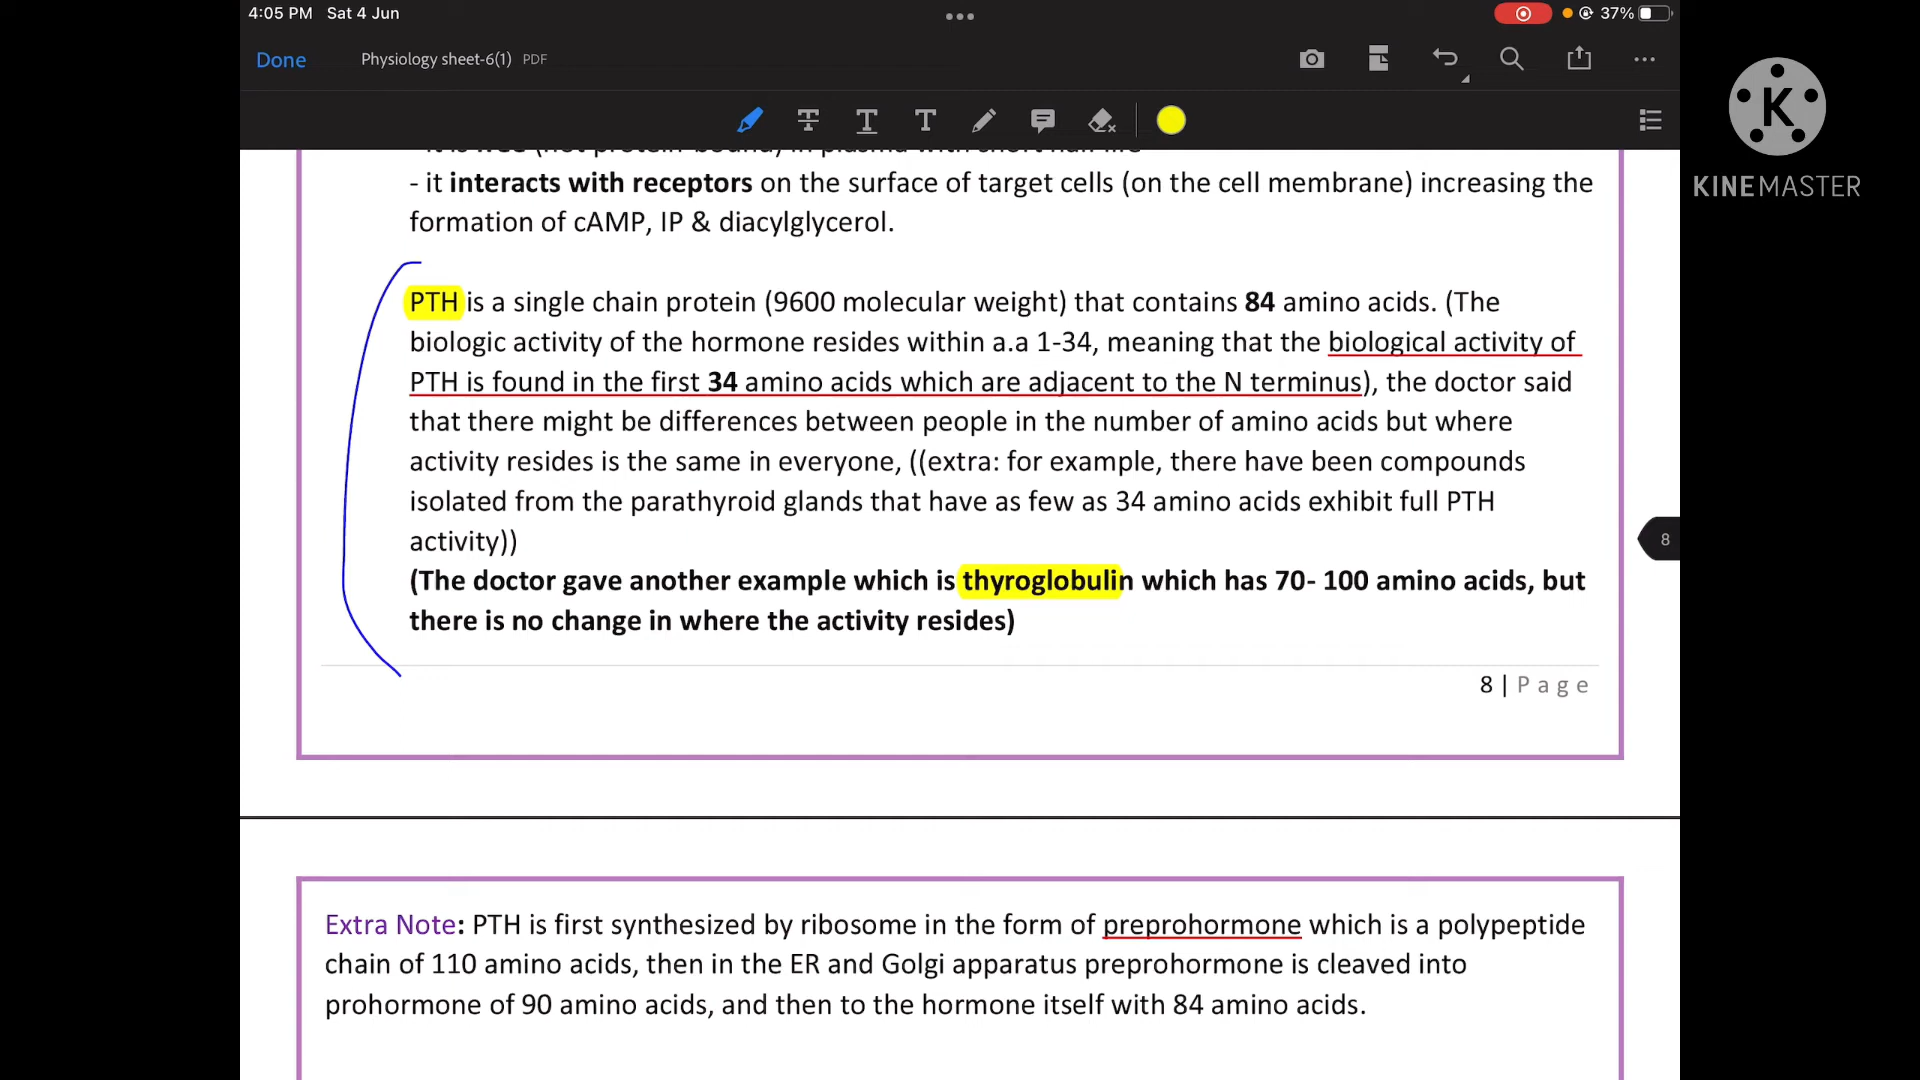 4:05 PM Sat 4 Jun
37%
Done
Physiology sheet-6(1) PDF
KINEMASTER
- it interacts with receptors on the surface of target cells (on the cell membrane) increasing the
formation of cAMP, IP & diacylglycerol.
PTH is a single chain protein (9600 molecular weight) that contains 84 amino acids. (The
biologic activity of the hormone resides within a.a 1-34, meaning that the biological activity of
PTH is found in the first 34 amino acids which are adjacent to the N terminus), the doctor said
that there might be differences between people in the number of amino acids but where
activity resides is the same in everyone, ((extra: for example, there have been compounds
isolated from the parathyroid glands that have as few as 34 amino acids exhibit full PTH
activity))
(The doctor gave another example which is thyroglobulin which has 70- 100 amino acids, but
there is no change in where the activity resides)
8
8 | Page
Extra Note: PTH is first synthesized by ribosome in the form of preprohormone which is a polypeptide
chain of 110 amino acids, then in the ER and Golgi apparatus preprohormone is cleaved into
prohormone of 90 amino acids, and then to the hormone itself with 84 amino acids.